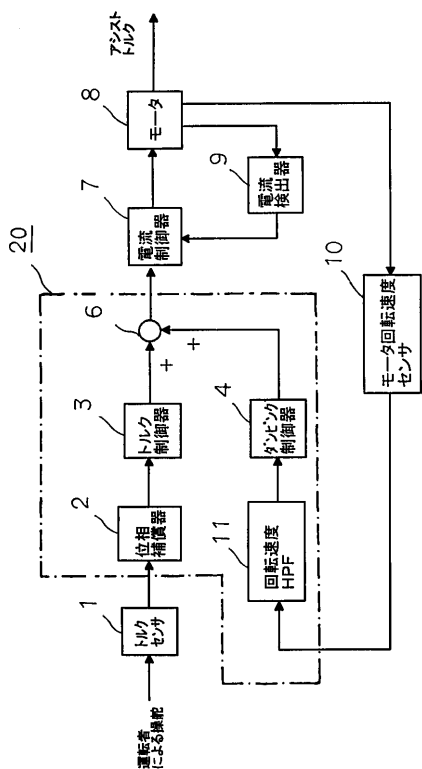 運転者
による操舵
1
トルク
センサ
2
位相
補償器
3
トルク
制御器
6
+
+
20
7
電流
制御器
8
モータ
アシスト
トルク
9
電流
検出器
11
回転速度
HPF
4
ダンピング
制御器
10
モータ回転速度
センサ